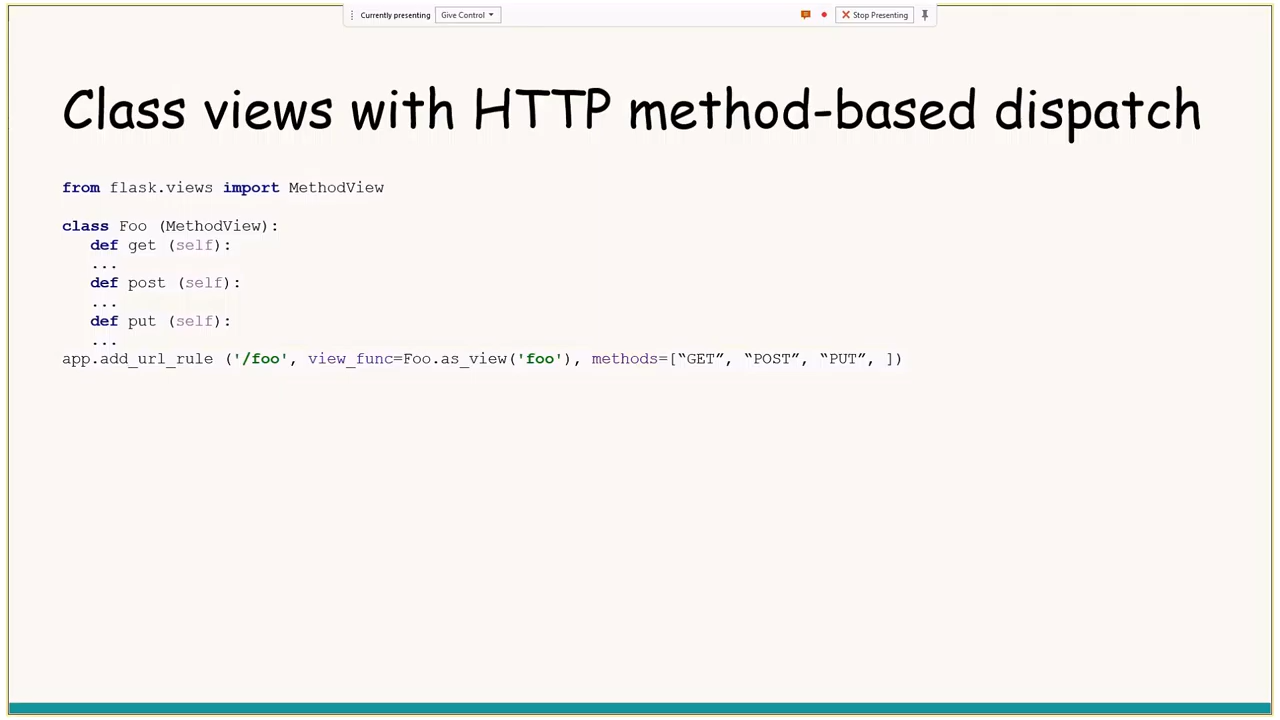 Currently presenting Give Control Stop Presenting
Class views with HTTP method-based dispatch
from flask.views import MethodView
class Foo (MethodView):
def get (self):
...
def post (self):
...
def put (self):
...
app.add_url_rule ('/foo', view_func=Foo.as_view('foo'), methods=[“GET”, “POST”, “PUT”, ])